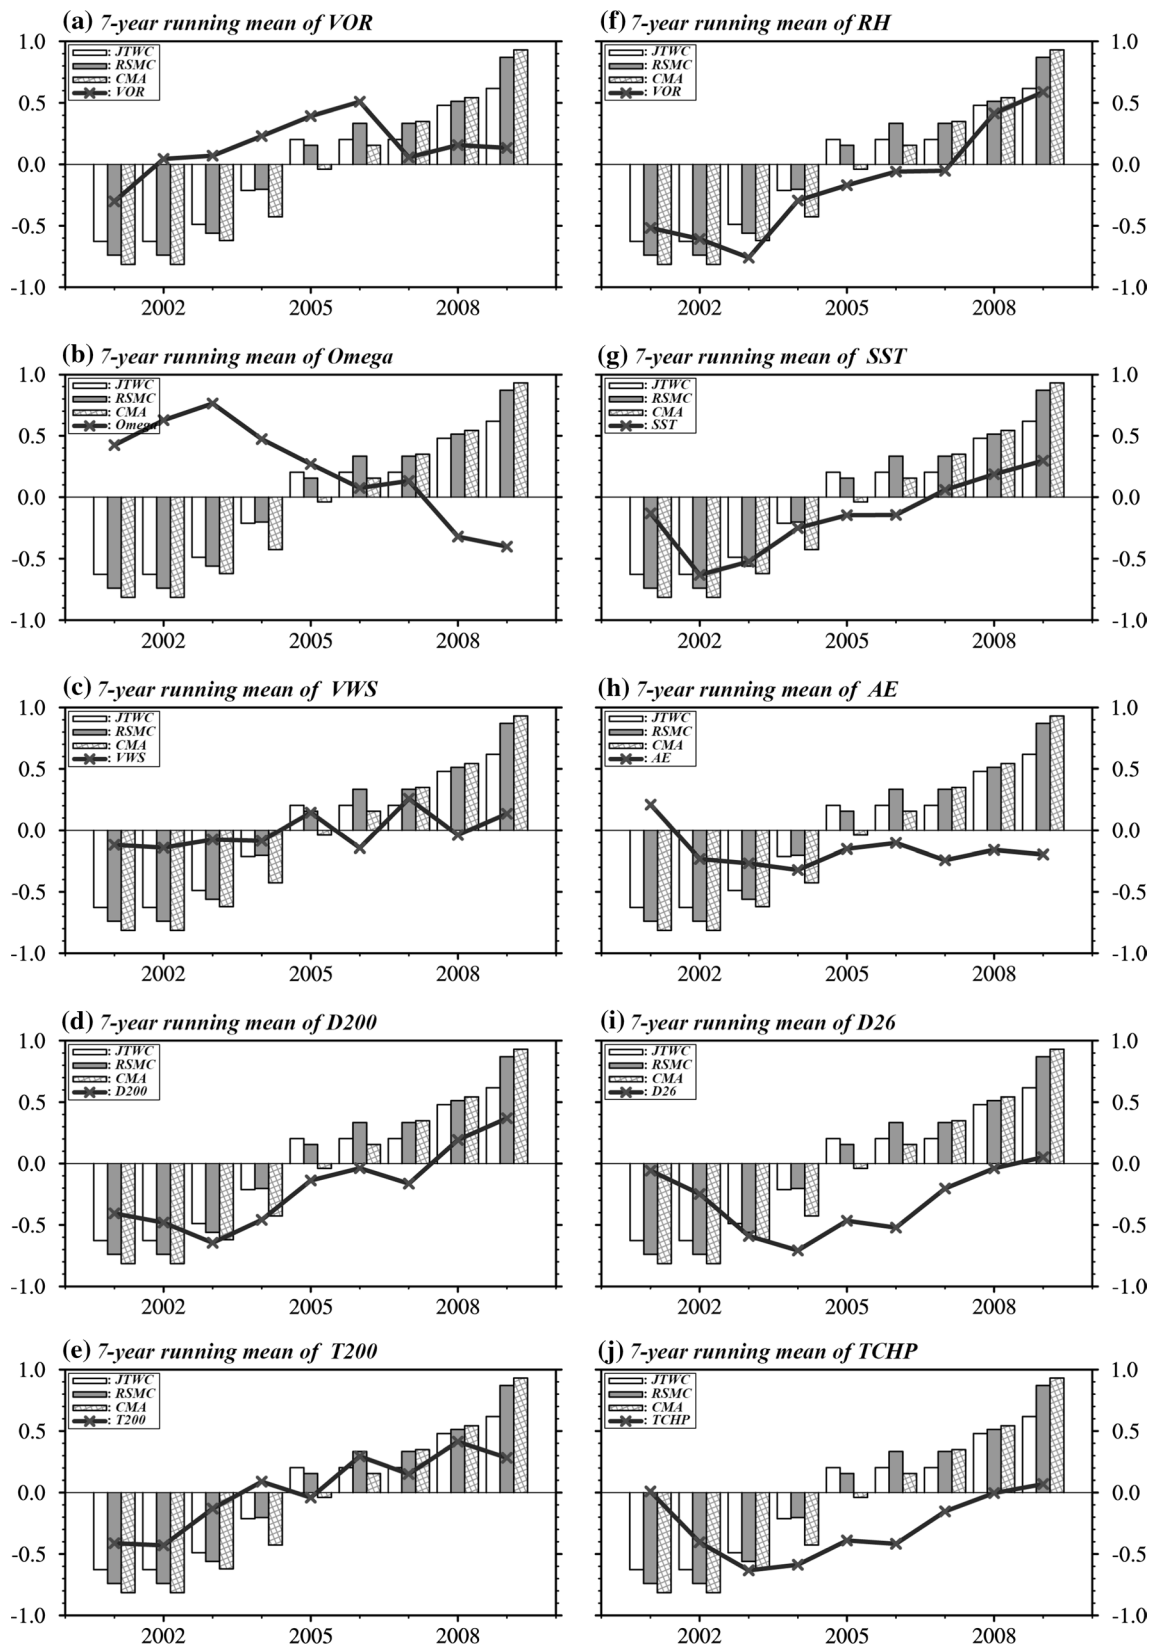 (a) 7-year running mean of VOR
1.0
0.5
0.0
-0.5
-1.0
: JTWC
: RSMC
: CMA
: VOR
2002 2005 2008
(f) 7-year running mean of RH
1.0
0.5
0.0
-0.5
-1.0
: JTWC
: RSMC
: CMA
: VOR
2002 2005 2008
(b) 7-year running mean of Omega
1.0
0.5
0.0
-0.5
-1.0
: JTWC
: RSMC
: CMA
: Omega
2002 2005 2008
(g) 7-year running mean of SST
1.0
0.5
0.0
-0.5
-1.0
: JTWC
: RSMC
: CMA
: SST
2002 2005 2008
(c) 7-year running mean of VWS
1.0
0.5
0.0
-0.5
-1.0
: JTWC
: RSMC
: CMA
: VWS
2002 2005 2008
(h) 7-year running mean of AE
1.0
0.5
0.0
-0.5
-1.0
: JTWC
: RSMC
: CMA
: AE
2002 2005 2008
(d) 7-year running mean of D200
1.0
0.5
0.0
-0.5
-1.0
: JTWC
: RSMC
: CMA
: D200
2002 2005 2008
(i) 7-year running mean of D26
1.0
0.5
0.0
-0.5
-1.0
: JTWC
: RSMC
: CMA
: D26
2002 2005 2008
(e) 7-year running mean of T200
1.0
0.5
0.0
-0.5
-1.0
: JTWC
: RSMC
: CMA
: T200
2002 2005 2008
(j) 7-year running mean of TCHP
1.0
0.5
0.0
-0.5
-1.0
: JTWC
: RSMC
: CMA
: TCHP
2002 2005 2008